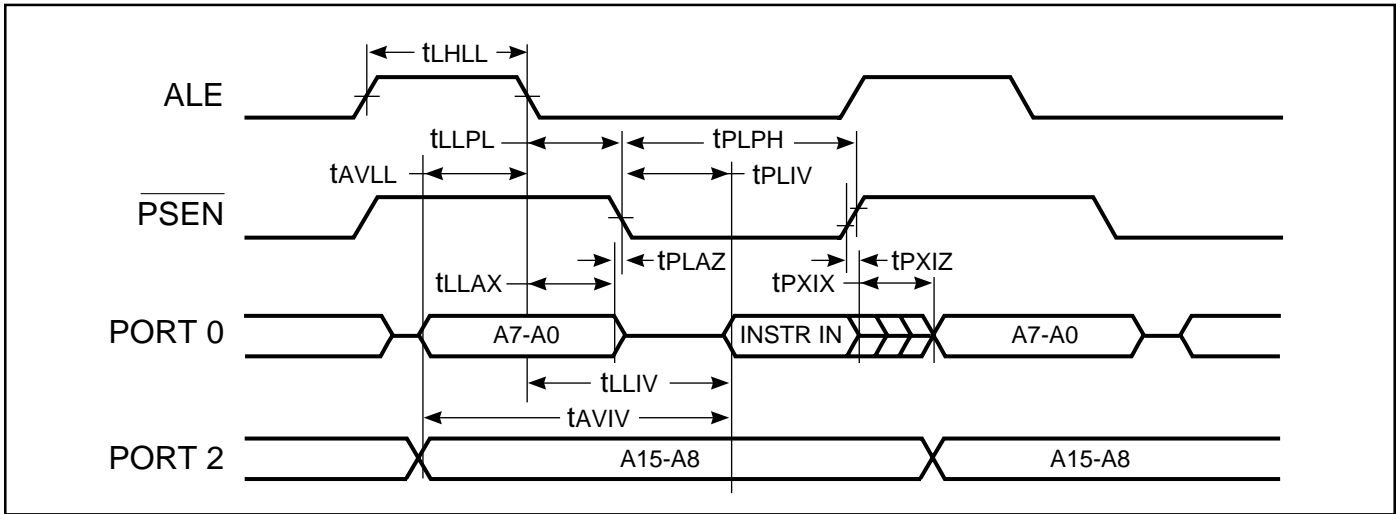 tLHLL
ALE
tLLPL
tPLPH
tAVLL
tPLIV
PSEN
tPLAZ
tPXIZ
tLLAX
tPXIX
PORT 0
A7-A0
INSTR IN
A7-A0
tLLIV
tAVIV
PORT 2
A15-A8
A15-A8